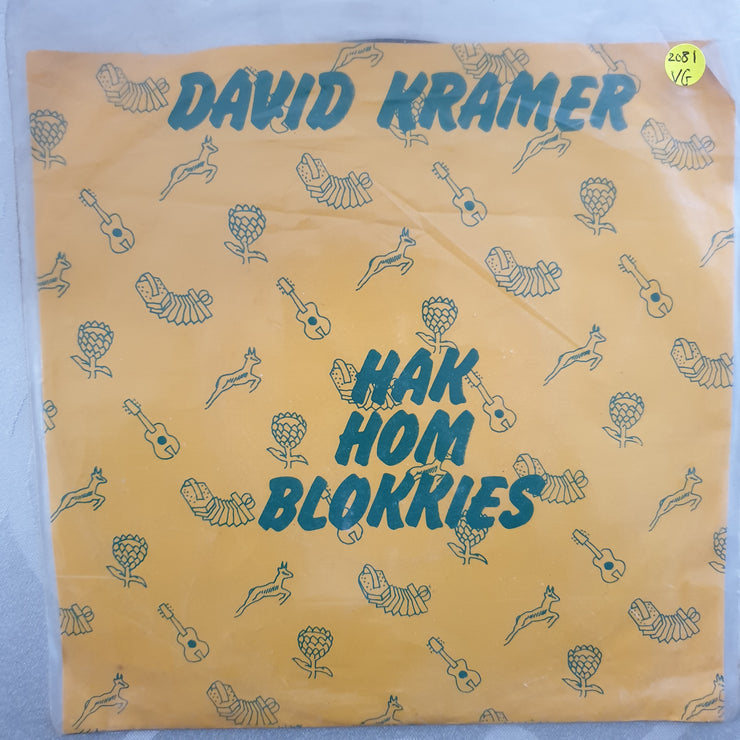 2081
VG
DAVID KRAMER
HAK
HOM
BLOKKIES